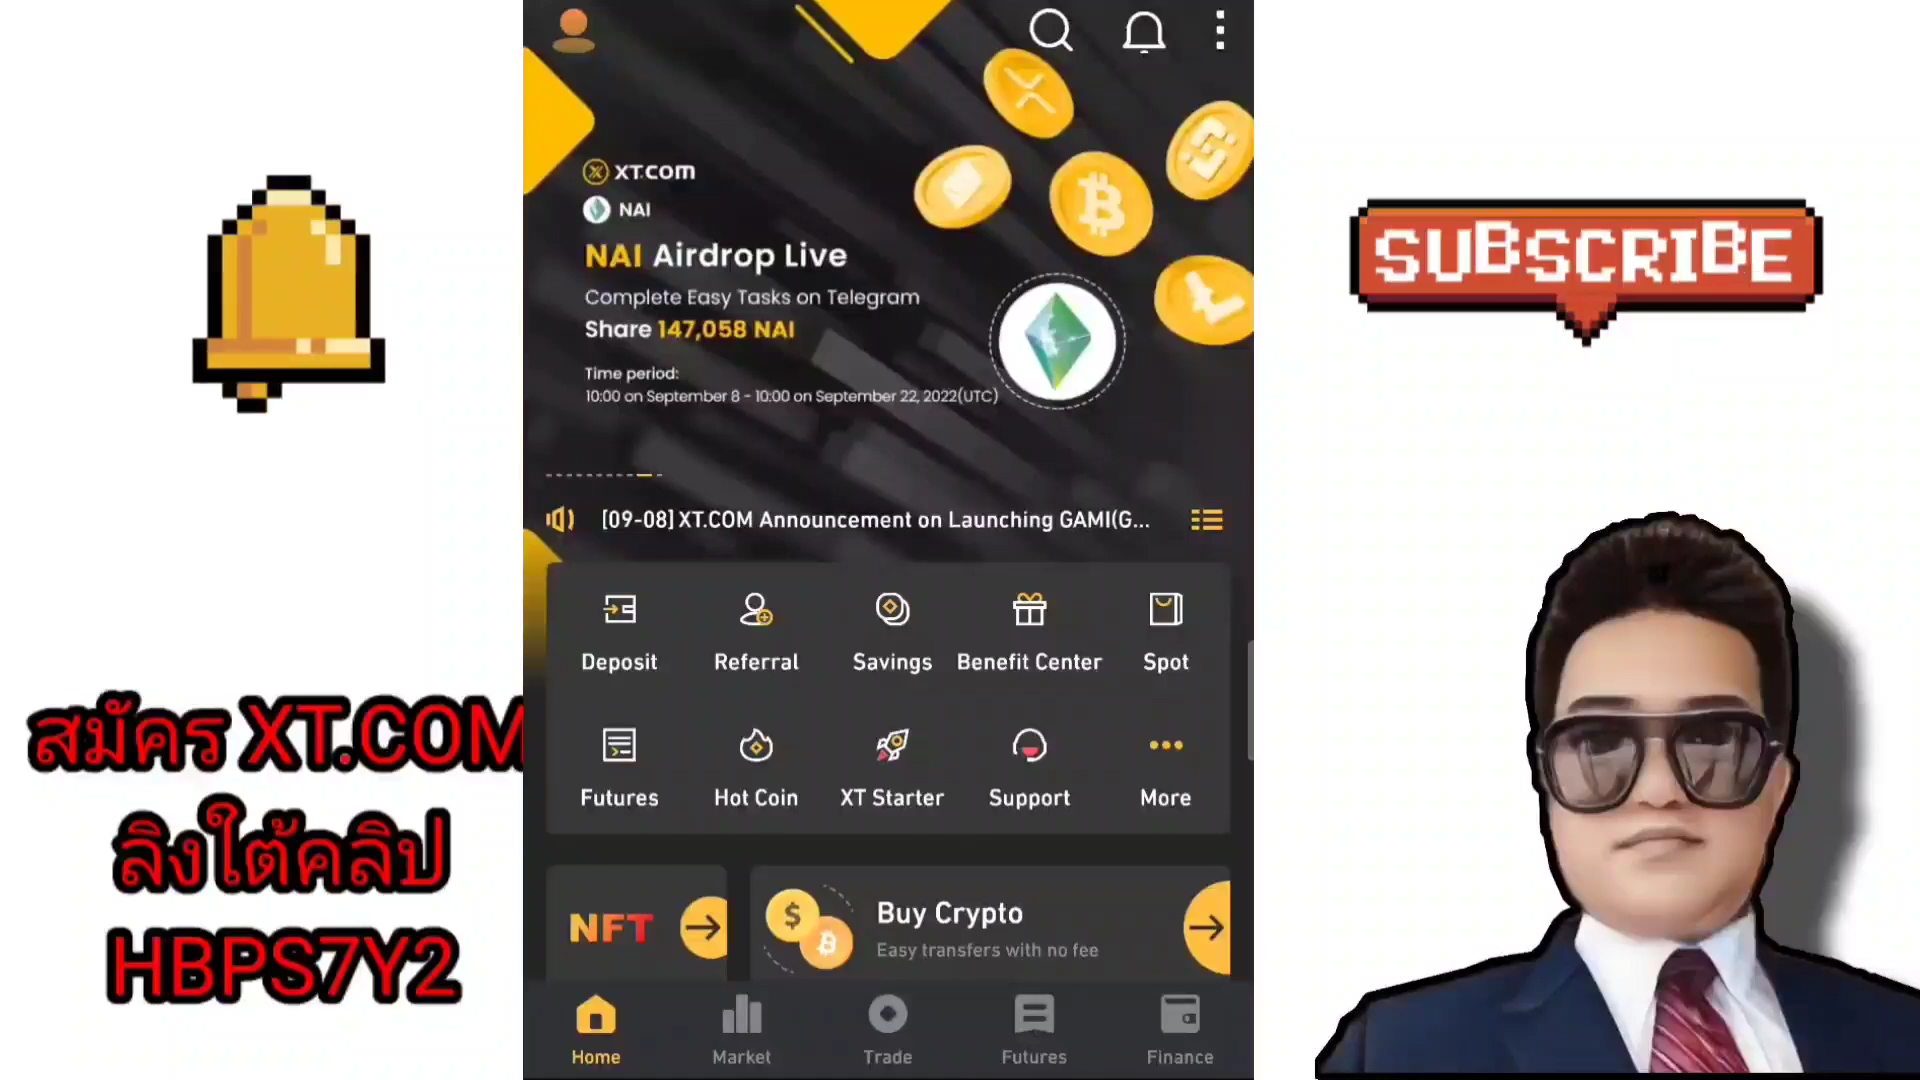 XT.COM
NAI
NAI Airdrop Live
Complete Easy Tasks on Telegram
Share 147,058 NAI
Time period:
10:00 on September 8 - 10:00 on September 22, 2022(UTC)
[09-08] XT.COM Announcement on Launching GAMI(G...
Deposit
Referral
Savings
Benefit Center
Spot
Futures
Hot Coin
XT Starter
Support
More
NFT
Buy Crypto
Easy transfers with no fee
Home
Market
Trade
Futures
Finance
สมัคร XT.COM
ลิงใต้คลิป
HBPS7Y2
SUBSCRIBE